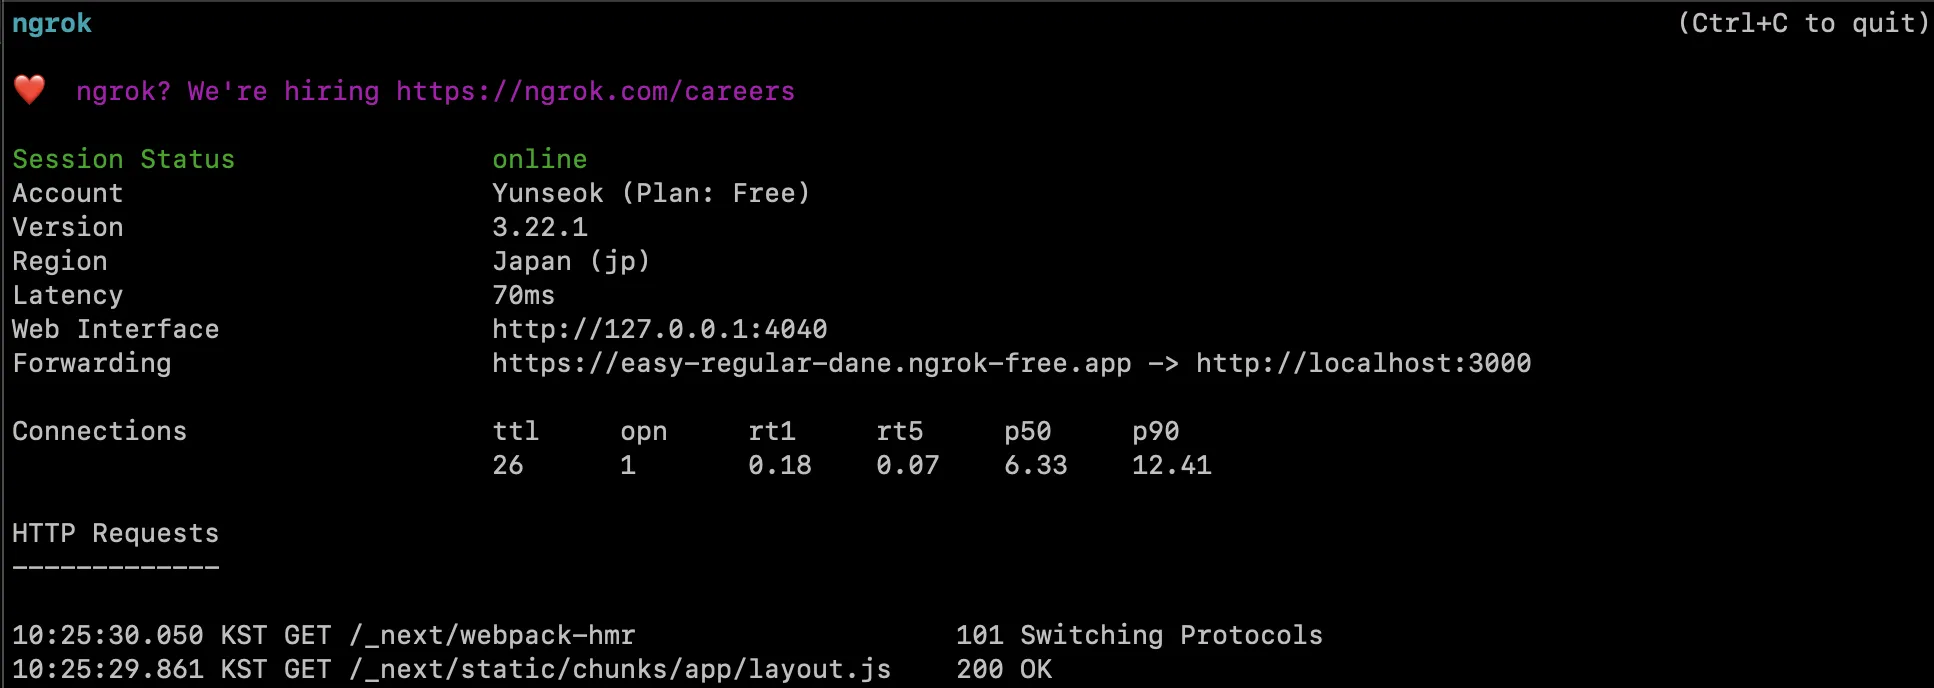 ngrok (Ctrl+C to quit)
❤️ ngrok? We're hiring https://ngrok.com/careers
Session Status online
Account Yunseok (Plan: Free)
Version 3.22.1
Region Japan (jp)
Latency 70ms
Web Interface http://127.0.0.1:4040
Forwarding https://easy-regular-dane.ngrok-free.app -> http://localhost:3000
Connections ttl opn rt1 rt5 p50 p90
26 1 0.18 0.07 6.33 12.41
HTTP Requests
-------------
10:25:30.050 KST GET /_next/webpack-hmr 101 Switching Protocols
10:25:29.861 KST GET /_next/static/chunks/app/layout.js 200 OK